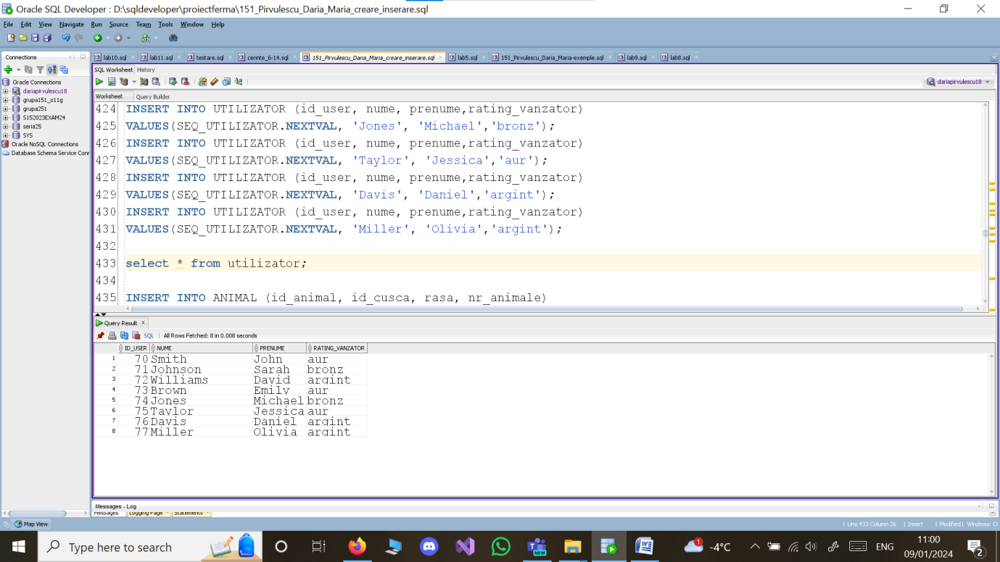 Oracle SQL Developer : D:\sqldeveloper\proiectferma\151_Pirvulescu_Daria_Maria_creare_inserare.sql
File Edit View Navigate Run Source Team Tools Window Help
Connections
lab10.sql lab11.sql testare.sql cerinte_6-14.sql 151_Pirvulescu_Daria_Maria_creare_inserare.sql lab5.sql 151_Pirvulescu_Daria_Maria-exemple.sql lab9.sql lab8.sql
Oracle Connections
dariapirvulescu18
grupa151_o11g
grupa251
S152023EXAM24
seria25
SYS
Oracle NoSQL Connections
Database Schema Service Conn
SQL Worksheet History
dariapirvulescu18
Worksheet Query Builder
424 INSERT INTO UTILIZATOR (id_user, nume, prenume,rating_vanzator)
425 VALUES(SEQ_UTILIZATOR.NEXTVAL, 'Jones', 'Michael','bronz');
426 INSERT INTO UTILIZATOR (id_user, nume, prenume,rating_vanzator)
427 VALUES(SEQ_UTILIZATOR.NEXTVAL, 'Taylor', 'Jessica','aur');
428 INSERT INTO UTILIZATOR (id_user, nume, prenume,rating_vanzator)
429 VALUES(SEQ_UTILIZATOR.NEXTVAL, 'Davis', 'Daniel','argint');
430 INSERT INTO UTILIZATOR (id_user, nume, prenume,rating_vanzator)
431 VALUES(SEQ_UTILIZATOR.NEXTVAL, 'Miller', 'Olivia','argint');
432
433 select * from utilizator;
434
435 INSERT INTO ANIMAL (id_animal, id_cusca, rasa, nr_animale)
Query Result
SQL | All Rows Fetched: 8 in 0.008 seconds
ID_USER NUME PRENUME RATING_VANZATOR
1 70 Smith John aur
2 71 Johnson Sarah bronz
3 72 Williams David argint
4 73 Brown Emily aur
5 74 Jones Michael bronz
6 75 Taylor Jessica aur
7 76 Davis Daniel argint
8 77 Miller Olivia argint
Messages - Log
Messages Logging Page Statements
Map View
Line 433 Column 26 | Insert | Modified | Windows: C
Type here to search
NEW
1
-4°C
ENG
11:00
09/01/2024
2